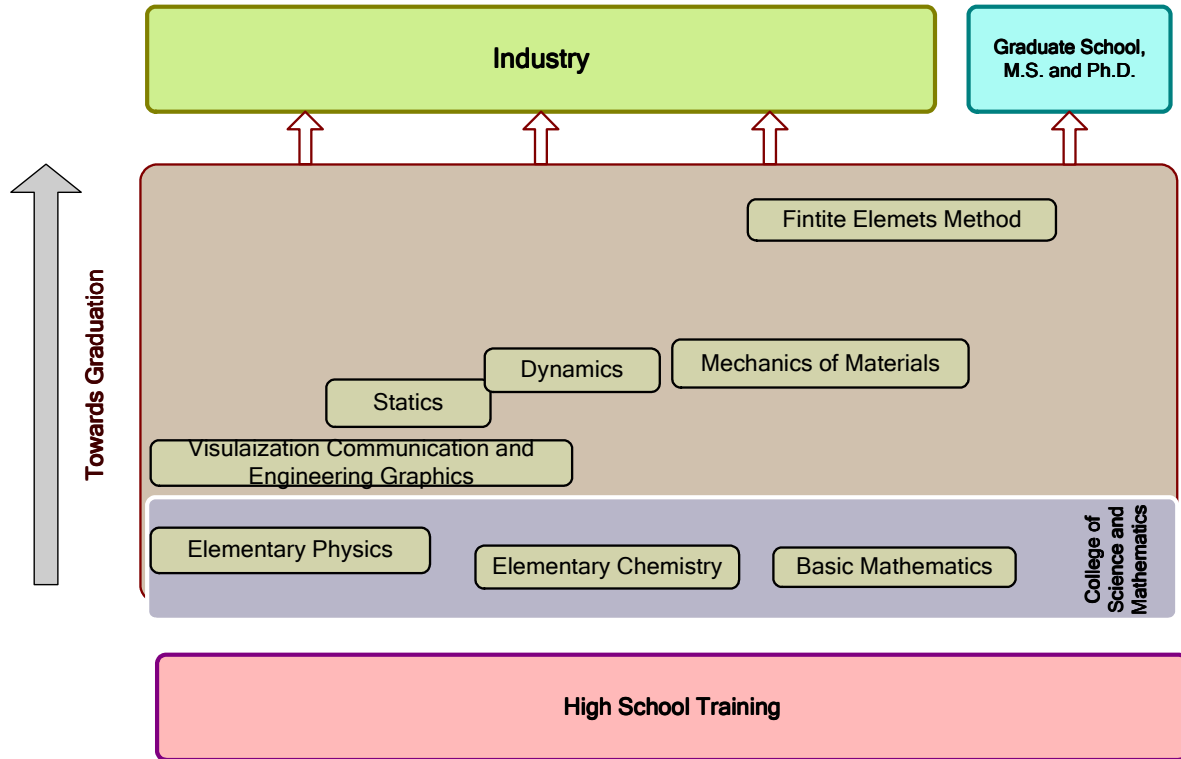 Industry
Graduate School,
M.S. and Ph.D.
Fintite Elemets Method
Towards Graduation
Mechanics of Materials
Dynamics
Statics
Visulaization Communication and
Engineering Graphics
Elementary Physics
Elementary Chemistry
Basic Mathematics
College of
Science and
Mathematics
High School Training